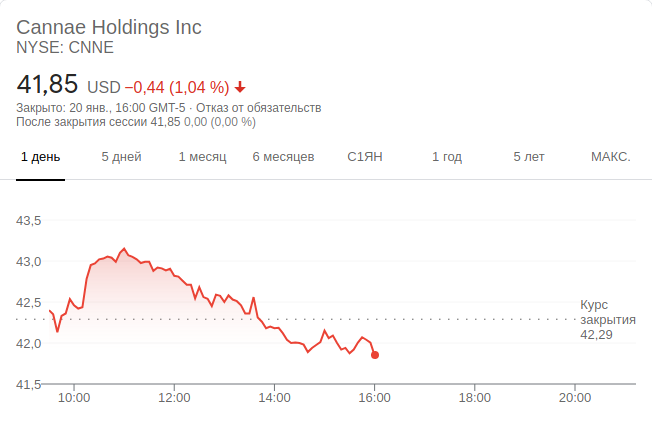 Cannae Holdings Inc
NYSE: CNNE
41,85 USD −0,44 (1,04 %)
Закрыто: 20 янв., 16:00 GMT-5 · Отказ от обязательств
После закрытия сессии 41,85 0,00 (0,00 %)
1 день 5 дней 1 месяц 6 месяцев С1ЯН 1 год 5 лет МАКС.
43,5
43,0
42,5
42,0
41,5
Курс
закрытия
42,29
10:00 12:00 14:00 16:00 18:00 20:00